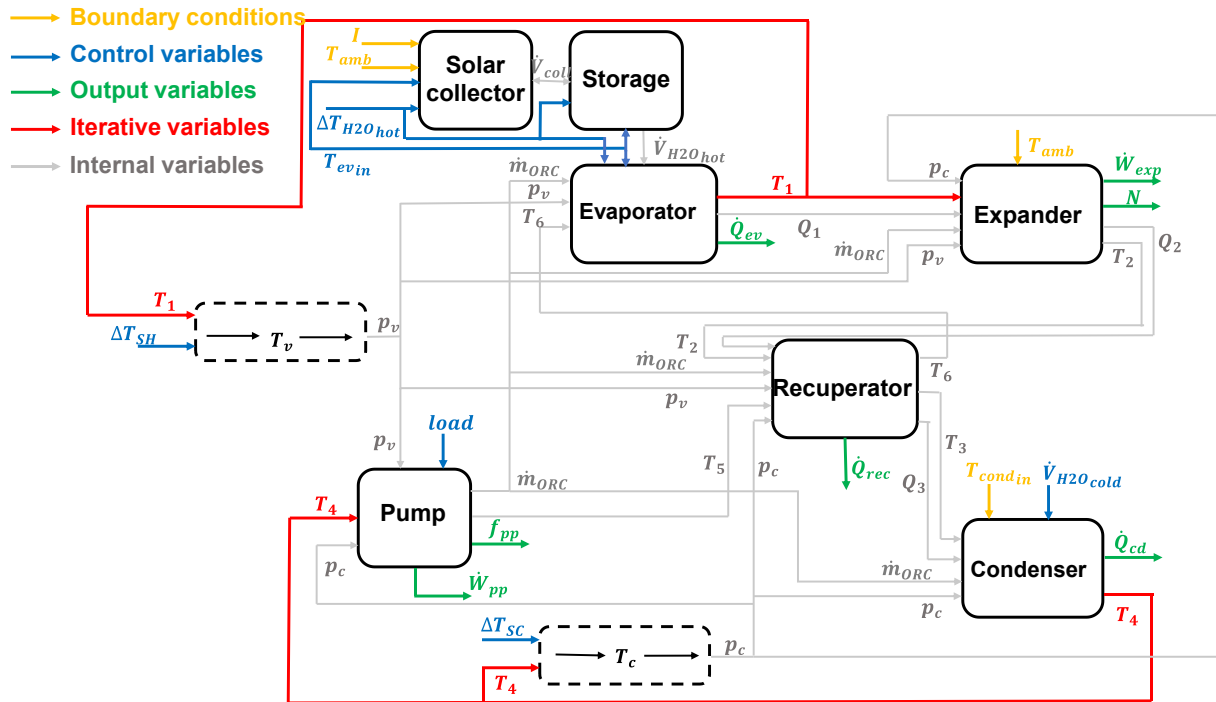 Boundary conditions
Control variables
Output variables
Iterative variables
Internal variables
I
T_amb
ΔT_H2O_hot
T_ev_in
Solar
collector
V̇_coll
Storage
V̇_H2O_hot
ṁ_ORC
p_v
T_6
Evaporator
T_1
Q_1
Q̇_ev
ṁ_ORC
p_v
p_c
T_amb
Expander
Ẇ_exp
N
Q_2
T_2
T_1
ΔT_SH
T_v
p_v
T_2
ṁ_ORC
p_v
Recuperator
T_6
T_3
Q_3
Q̇_rec
T_5
p_c
p_v
load
T_4
p_c
Pump
ṁ_ORC
f_pp
Ẇ_pp
T_cond_in
V̇_H2O_cold
ṁ_ORC
p_c
Condenser
Q̇_cd
T_4
ΔT_SC
T_4
T_c
p_c